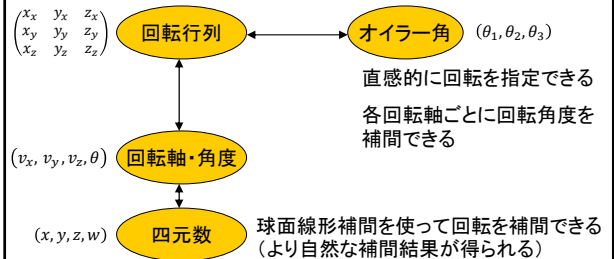 (x_x y_x z_x
x_y y_y z_y
x_z y_z z_z)
回転行列
オイラー角
(θ₁, θ₂, θ₃)
直感的に回転を指定できる
各回転軸ごとに回転角度を
補間できる
(v_x, v_y, v_z, θ)
回転軸・角度
(x, y, z, w)
四元数
球面線形補間を使って回転を補間できる
（より自然な補間結果が得られる）